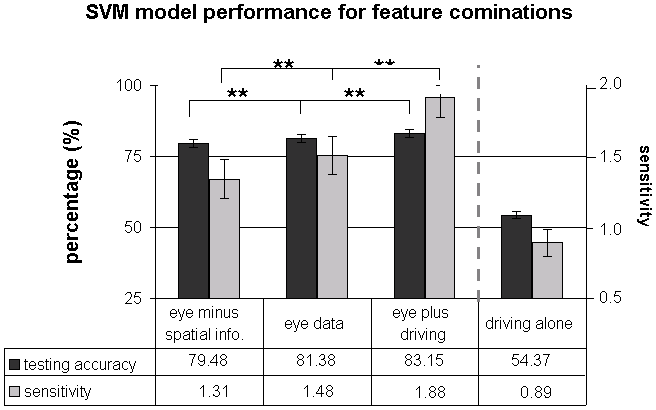 SVM model performance for feature cominations
** **
** **
100 2.0
75 1.5
50 1.0
25 0.5
percentage (%)
sensitivity
eye minus
spatial info.
eye data
eye plus
driving
driving alone
testing accuracy 79.48 81.38 83.15 54.37
sensitivity 1.31 1.48 1.88 0.89